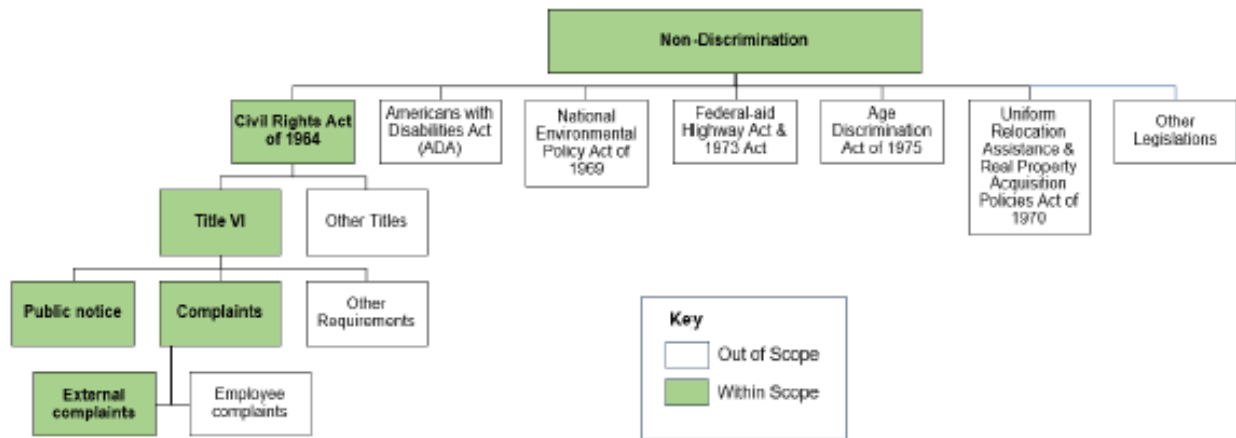 Non-Discrimination
Civil Rights Act
of 1964
Americans with
Disabilities Act
(ADA)
National
Environmental
Policy Act of
1969
Federal-aid
Highway Act &
1973 Act
Age
Discrimination
Act of 1975
Uniform
Relocation
Assistance &
Real Property
Acquisition
Policies Act of
1970
Other
Legislations
Title VI
Other Titles
Public notice
Complaints
Other
Requirements
External
complaints
Employee
complaints
Key
Out of Scope
Within Scope